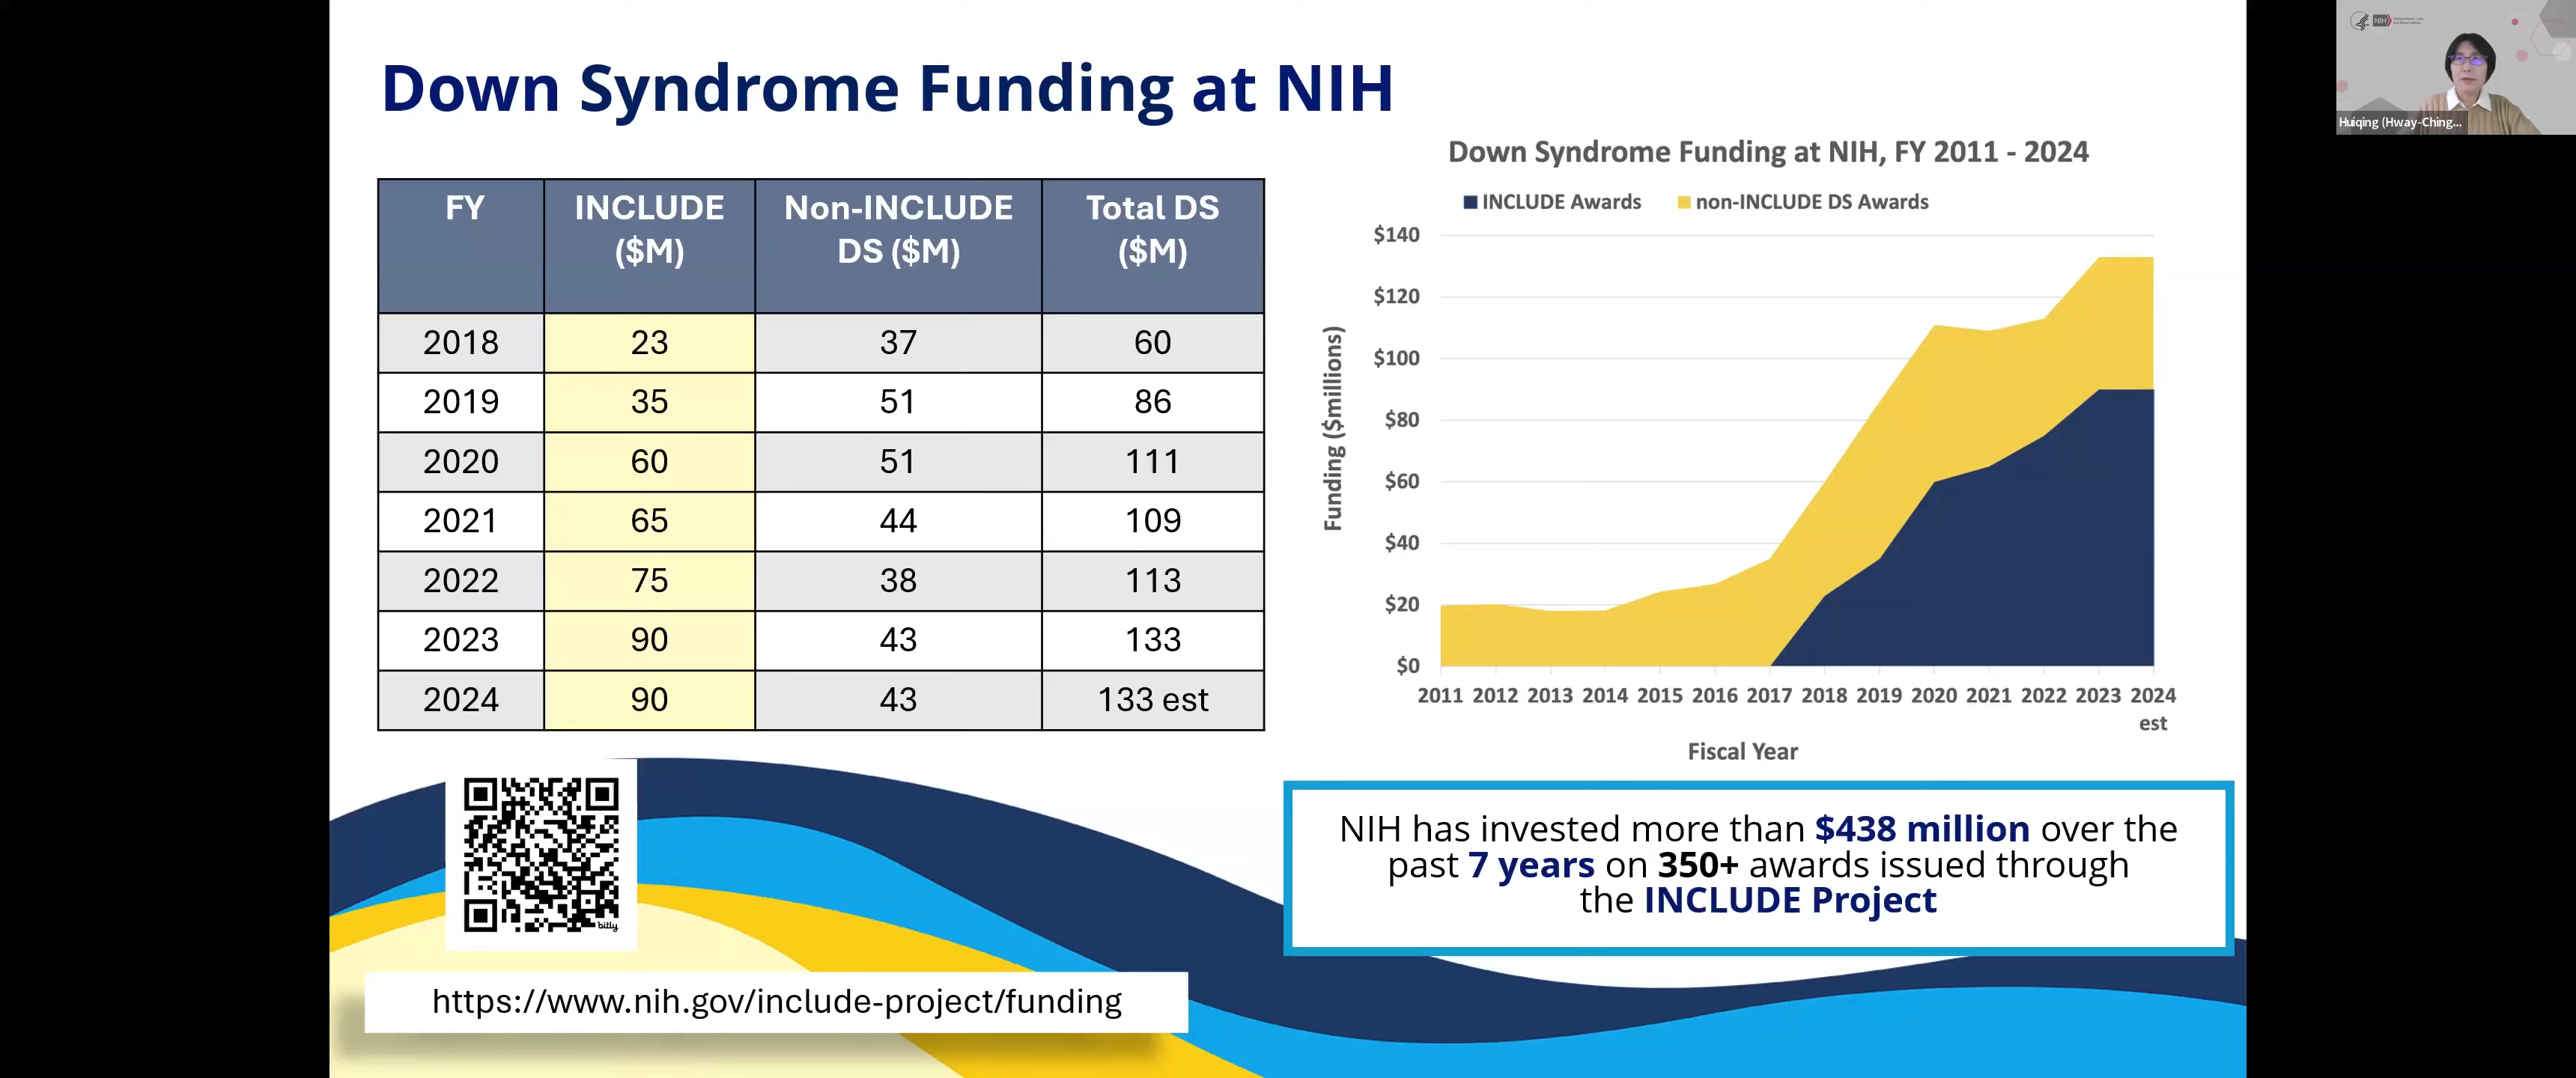 Down Syndrome Funding at NIH
FY INCLUDE ($M) Non-INCLUDE DS ($M) Total DS ($M)
2018 23 37 60
2019 35 51 86
2020 60 51 111
2021 65 44 109
2022 75 38 113
2023 90 43 133
2024 90 43 133 est
Down Syndrome Funding at NIH, FY 2011 - 2024
INCLUDE Awards non-INCLUDE DS Awards
Funding ($millions)
$140
$120
$100
$80
$60
$40
$20
$0
2011 2012 2013 2014 2015 2016 2017 2018 2019 2020 2021 2022 2023 2024
est
Fiscal Year
bitly
https://www.nih.gov/include-project/funding
NIH has invested more than $438 million over the
past 7 years on 350+ awards issued through
the INCLUDE Project
NIH
Huiqing (Hway-Ching...